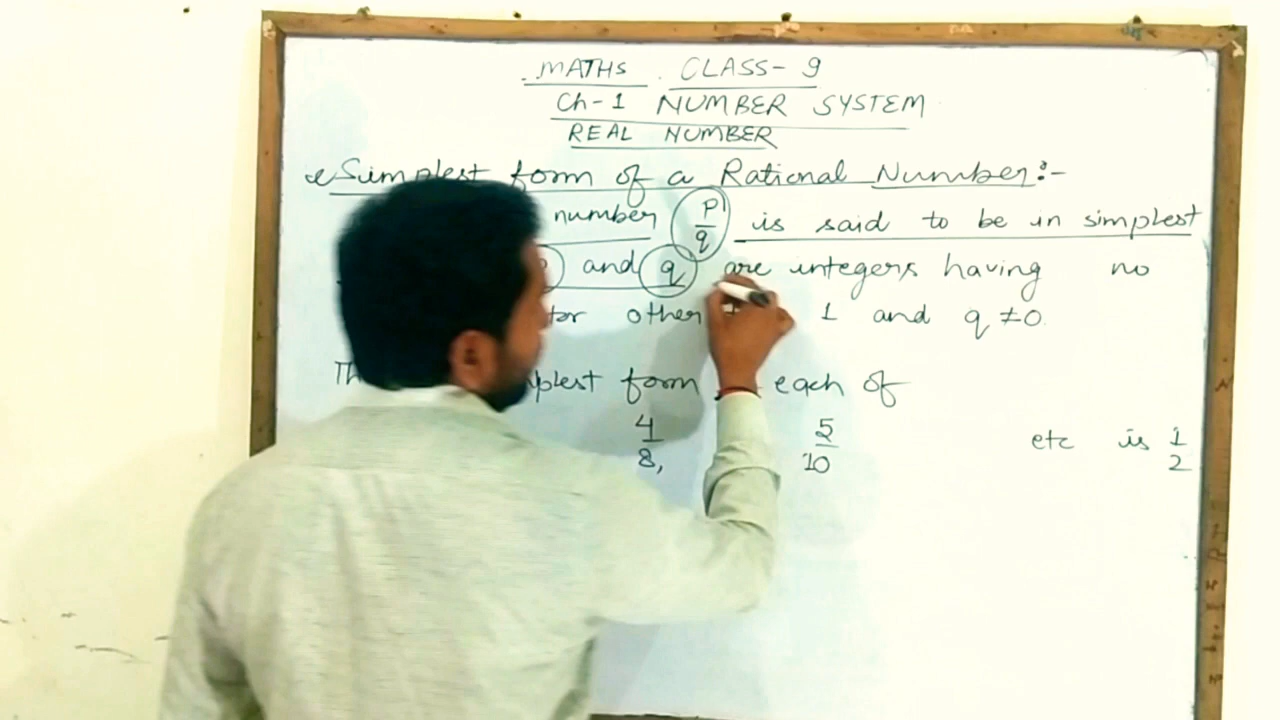 MATHS CLASS-9
Ch-1 NUMBER SYSTEM
REAL NUMBER
Simplest form of a Rational Number:-
number p/q is said to be in simplest
and q are integers having no
other 1 and q ≠ 0.
form each of
4/8, 5/10 etc is 1/2